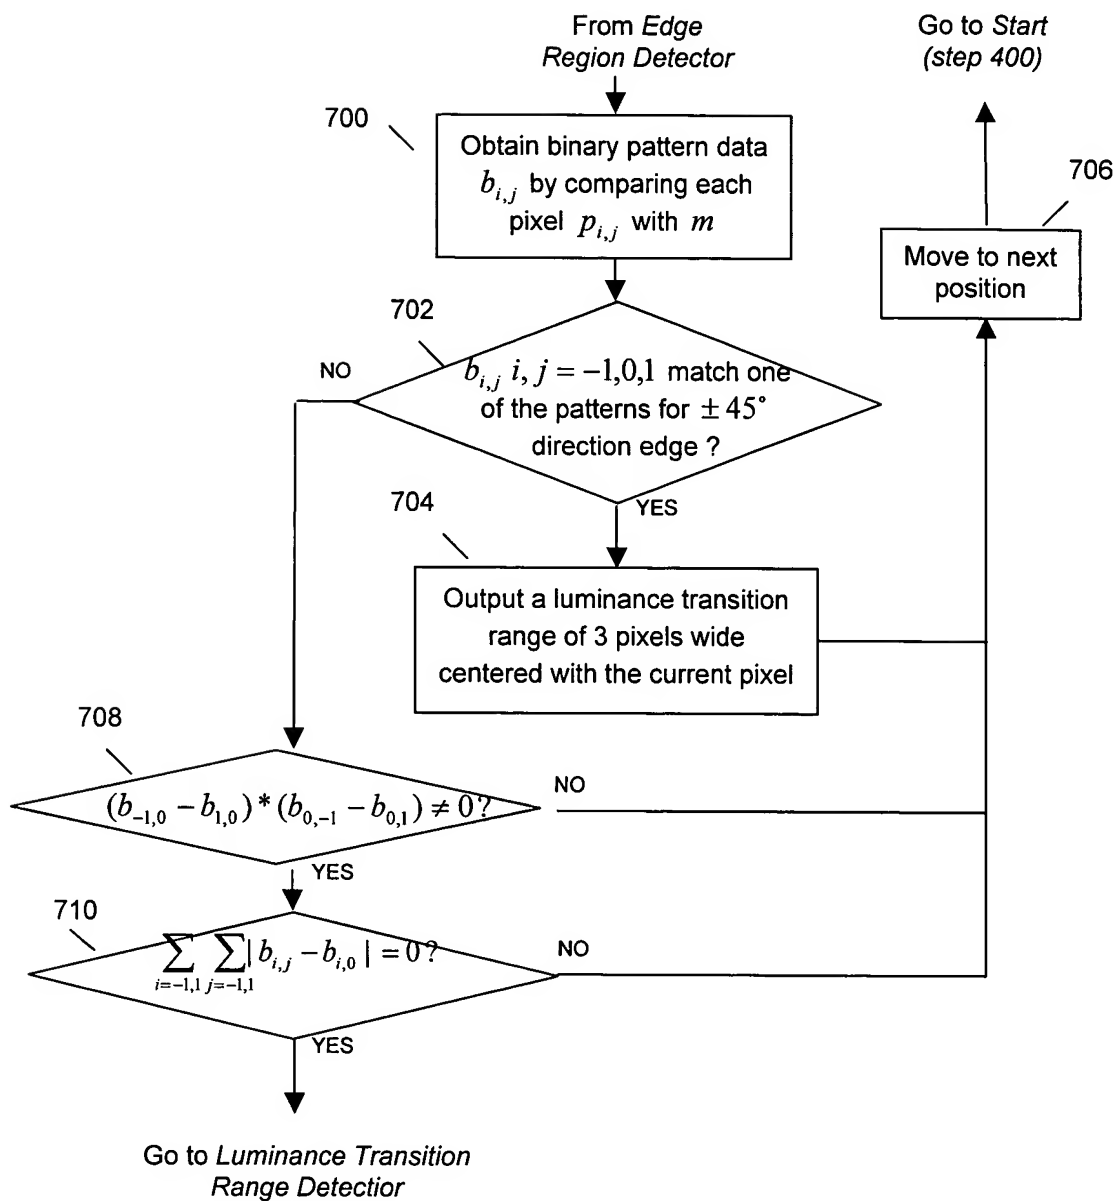 From Edge
Region Detector
Go to Start
(step 400)
700
Obtain binary pattern data
b_{i,j} by comparing each
pixel p_{i,j} with m
706
Move to next
position
702
NO
b_{i,j} i, j = −1,0,1 match one
of the patterns for ± 45°
direction edge ?
YES
704
Output a luminance transition
range of 3 pixels wide
centered with the current pixel
708
(b_{−1,0} − b_{1,0}) * (b_{0,−1} − b_{0,1}) ≠ 0?
NO
YES
710
∑_{i=−1,1} ∑_{j=−1,1} | b_{i,j} − b_{i,0} | = 0?
NO
YES
Go to Luminance Transition
Range Detectior